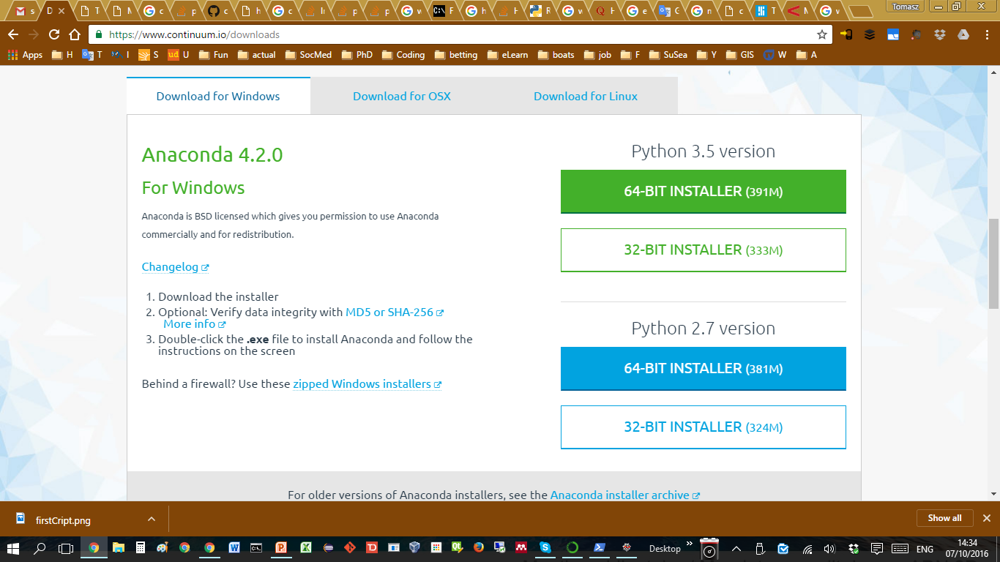 Tomasz
https://www.continuum.io/downloads
Apps H T I S U Fun actual SocMed PhD Coding betting eLearn boats job F SuSea Y GIS W A
Download for Windows
Download for OSX
Download for Linux
Anaconda 4.2.0
For Windows
Anaconda is BSD licensed which gives you permission to use Anaconda
commercially and for redistribution.
Changelog
1. Download the installer
2. Optional: Verify data integrity with MD5 or SHA-256
More info
3. Double-click the .exe file to install Anaconda and follow the
instructions on the screen
Behind a firewall? Use these zipped Windows installers
Python 3.5 version
64-BIT INSTALLER (391M)
32-BIT INSTALLER (333M)
Python 2.7 version
64-BIT INSTALLER (381M)
32-BIT INSTALLER (324M)
For older versions of Anaconda installers, see the Anaconda installer archive
firstCript.png
Show all
Desktop
ENG
14:34
07/10/2016